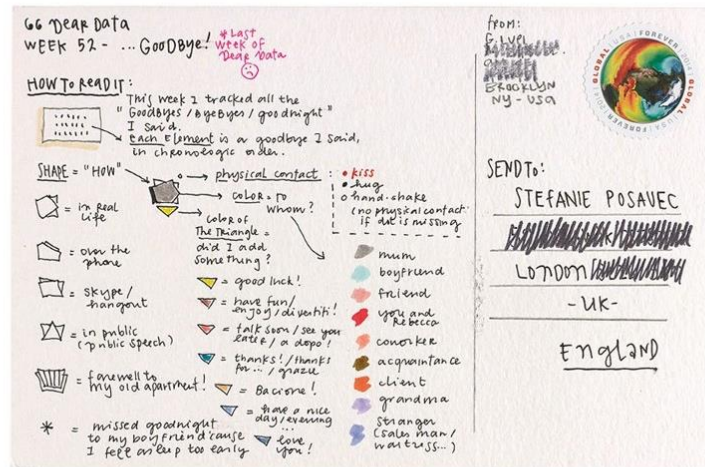 GG DEAR DATA
WEEK 52 - ... GOODBYE!
* LAST
week of
Dear Data
HOW TO READ IT:
This week I tracked all the
"GOODBYES / BYEBYES / goodnight"
I said.
each element is a goodbye I said,
in chronologic order.
SHAPE = "HOW"
= in real
life
= over the
phone
= skype/
hangout
= in public
(public speech)
= farewell to
my old apartment!
* = missed goodnight
to my boyfriend 'cause
I fell asleep too early
physical contact:
• kiss
• hug
o hand-shake
(no physical contact
if dot is missing
COLOR = to
whom?
COLOR of
The TRIANGLE =
did I add
something?
= good luck!
= have fun/
enjoy/divertiti!
= talk soon/see you
later/a dopo!
= thanks!/thanks
for.../grazie
= Bacione!
= have a nice
day/evening
= love
you!
mum
boyfriend
friend
you and
Rebecca
coworker
acquaintance
client
grandma
stranger
(sales man/
waitress...)
from:
G. LUPI
BROOKLYN
NY - USA
GLOBAL USA FOREVER 2014
SEND TO:
STEFANIE POSAVEC
LONDON
- UK -
ENGLAND